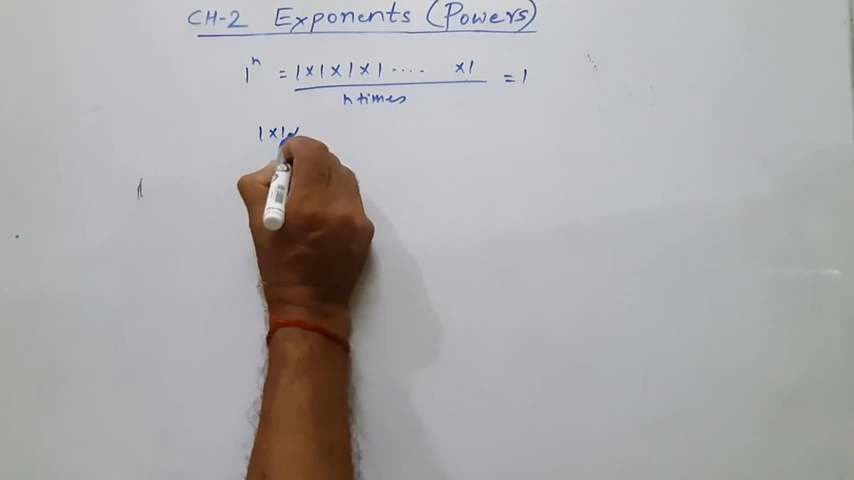 CH-2 Exponents (Powers)
1ⁿ = 1×1×1×1 .... ×1 = 1
n times
1×1